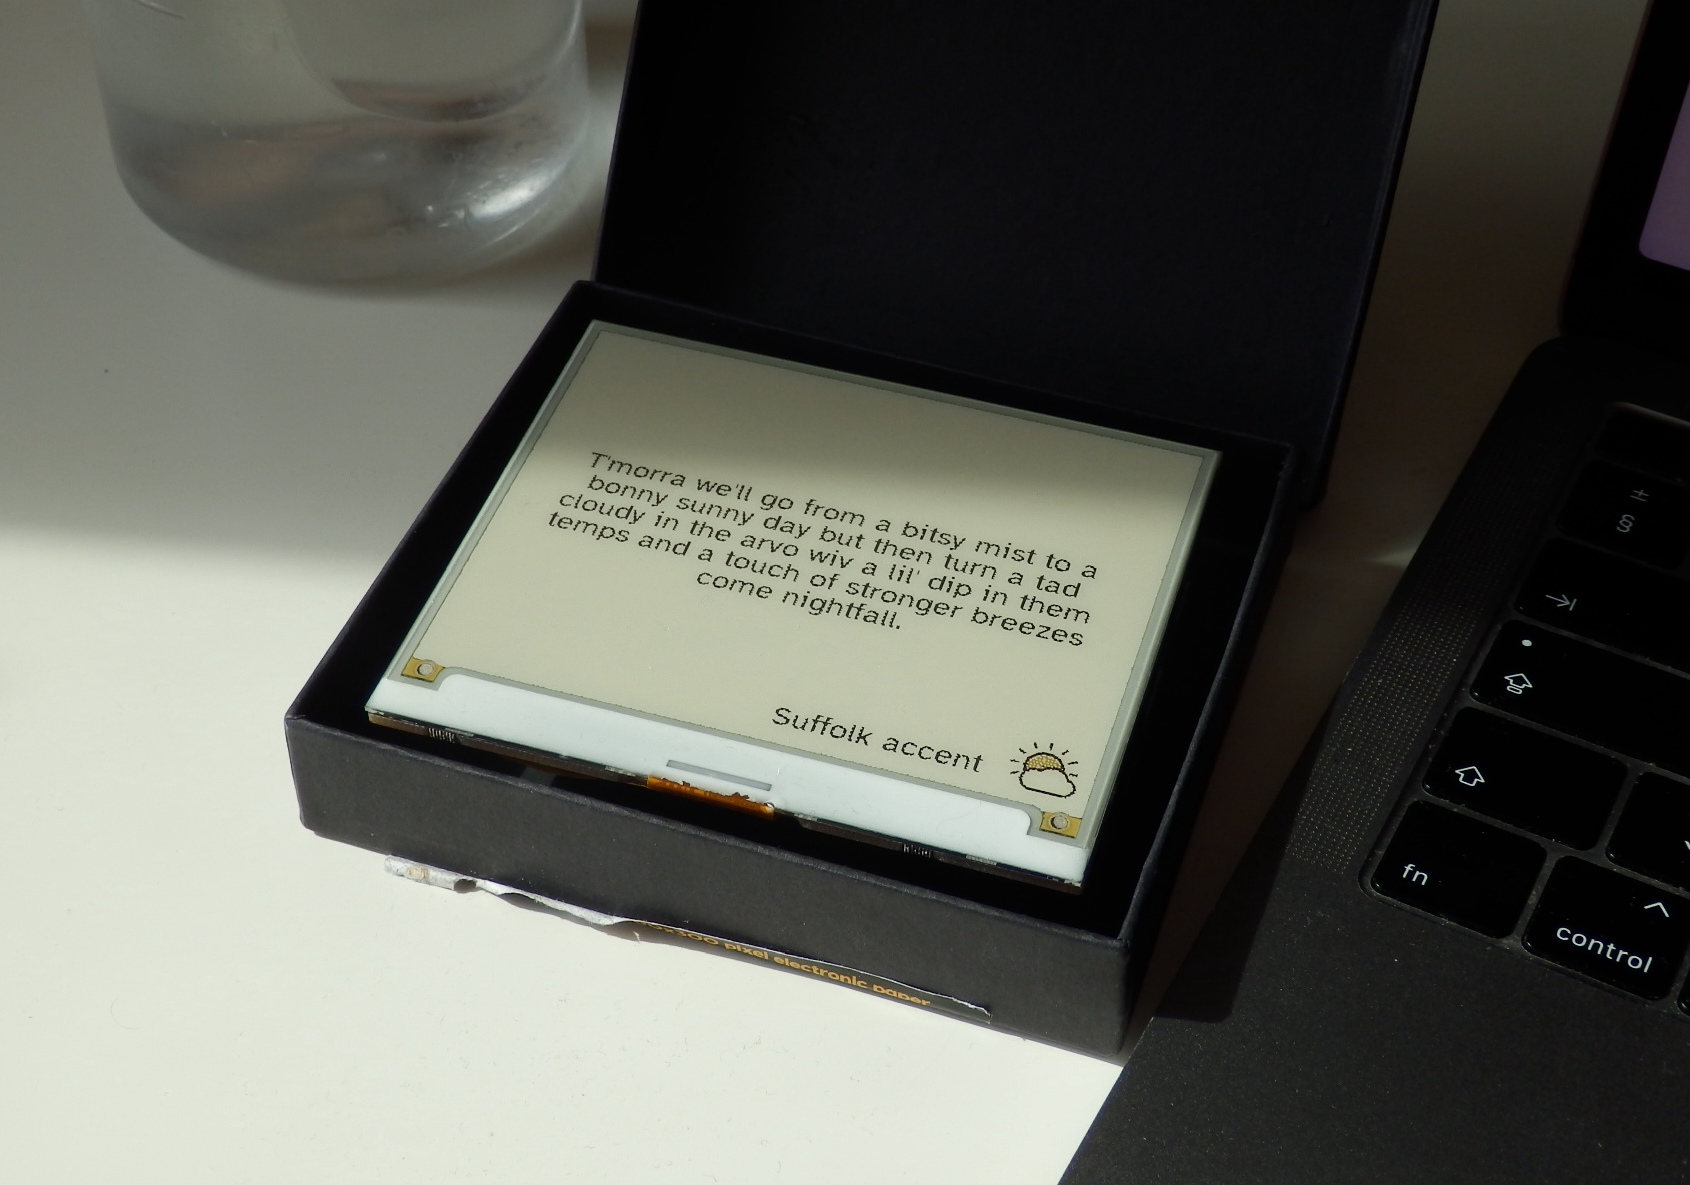 T'morra we'll go from a bitsy mist to a
bonny sunny day but then turn a tad
cloudy in the arvo wiv a lil' dip in them
temps and a touch of stronger breezes
come nightfall.
Suffolk accent
pixel electronic paper
±
§
fn
control